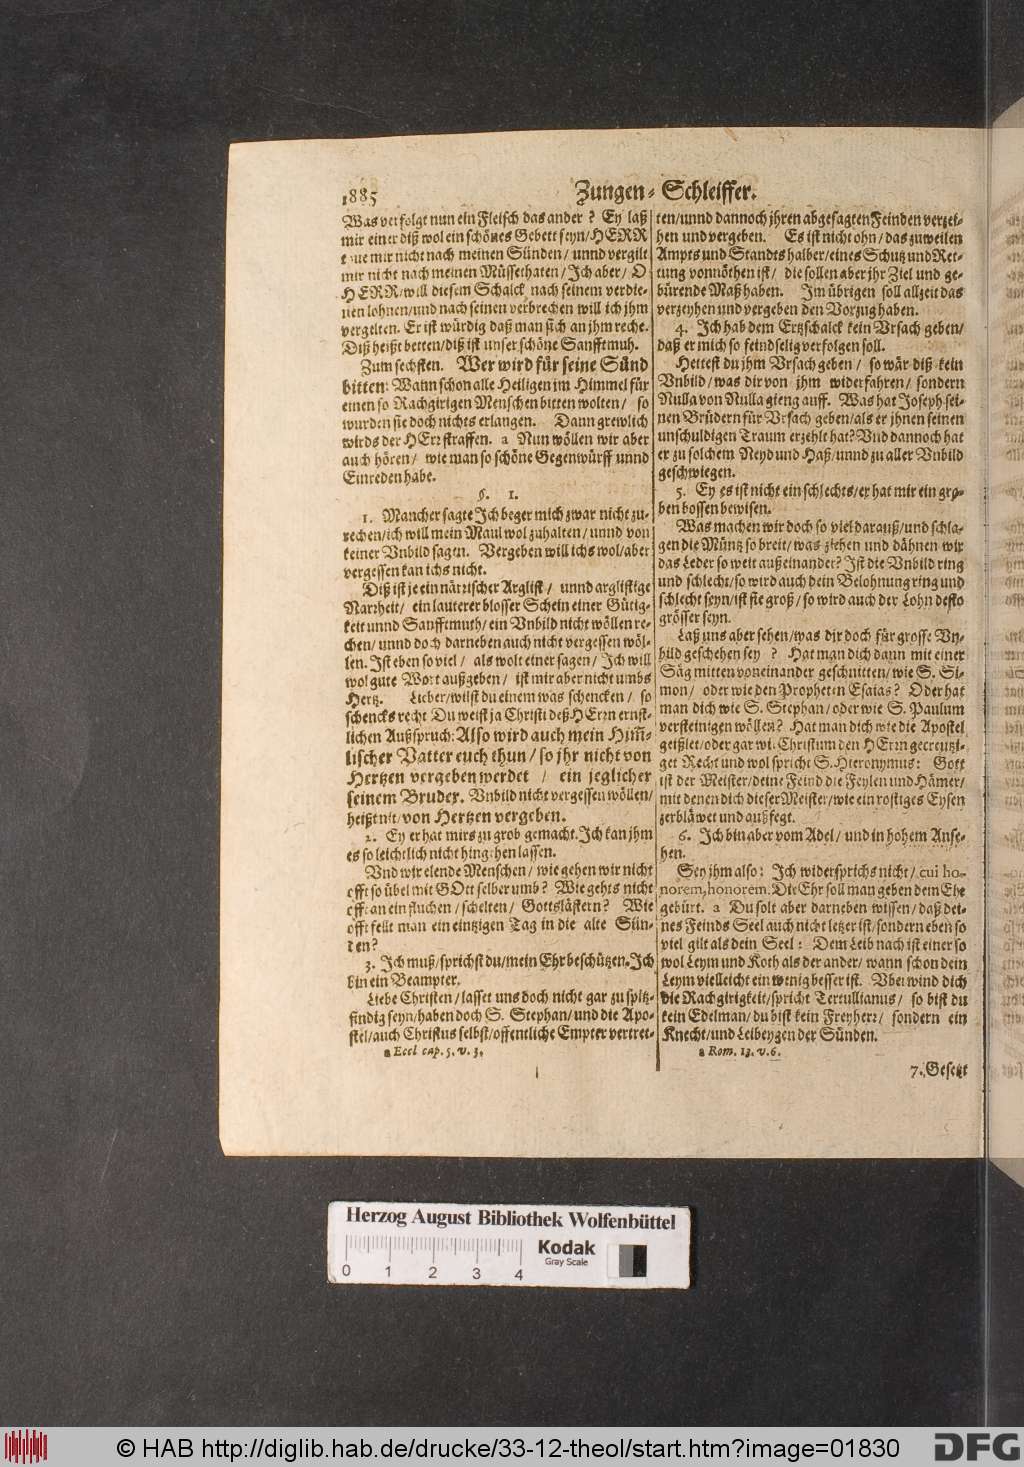 1885
Zungen-Schleiffer.
Was verfolgt nun ein Fleisch das ander? Ey laß
mir einer diß wol ein schönes Gebett seyn/ HERR
thue mir nicht nach meinen Sünden/ unnd vergilt
mir nicht nach meinen Müssethaten/ Ich aber/ O
HERR/ will diesem Schalck nach seinem verdie-
nen lohnen/ und nach seinen verbrechen will ich jhm
vergelten. Er ist würdig daß man sich an jhm reche.
Diß heißt betten/ diß ist unser schöne Sanfftmuh.
Zum sechsten. Wer wird für seine Sünd
bitten: Wann schon alle Heiligen im Himmel für
einen so Rachgirigen Menschen bitten wolten/ so
wurden sie doch nichts erlangen. Dann grewlich
wirds der HErr straffen. a Nun wöllen wir aber
auch hören/ wie man so schöne Gegenwürff unnd
Einreden habe.
§. 1.
1. Mancher sagte Ich beger mich zwar nicht zu-
rechen/ ich will mein Maul wol zuhalten/ unnd von
keiner Vnbild sagen. Vergeben will ichs wol/ aber
vergessen kan ichs nicht.
Diß ist je ein närrischer Arglist/ unnd arglistige
Narrheit/ ein lauterer blosser Schein einer Gütig-
keit unnd Sanfftmuth/ ein Vnbild nicht wöllen re-
chen/ unnd doch darneben auch nicht vergessen wöl-
len. Ist eben so viel/ als wolt einer sagen/ Ich will
wol gute Wort außgeben/ ist mir aber nicht umbs
Hertz. Lieber/ wilst du einem was schencken/ so
schencks recht Du weist ja Christi deß HErrn ernst-
lichen Außspruch: Also wird auch mein Him̃-
lischer Vatter euch thun/ so jhr nicht von
Hertzen vergeben werdet/ ein jeglicher
seinem Bruder. Vnbild nicht vergessen wöllen/
heißt nit/ von Hertzen vergeben.
2. Ey er hat mirs zu grob gemacht. Ich kan jhm
es so leichtlich nicht hingehen lassen.
Vnd wir elende Menschen/ wie gehen wir nicht
offt so übel mit GOtt selber umb? Wie gehts nicht
offt an ein fluchen/ schelten/ Gottslästern? Wie
offt fellt man ein eintzigen Tag in die alte Sün-
den?
3. Ich muß/ sprichst du/ mein Ehr beschützen. Ich
bin ein Beampter.
Liebe Christen/ lasset uns doch nicht gar zu spitz-
findig seyn/ haben doch S. Stephan/ und die Apo-
stel/ auch Christus selbst/ offentliche Empter vertret-
a Eccl cap. 5. v. 3.
ten/ unnd dannoch jhren abgesagten Feinden verzei-
hen und vergeben. Es ist nicht ohn/ das zuweilen
Ampts und Standts halber/ eines Schutz und Ret-
tung vonnöthen ist/ die sollen aber jhr Ziel und ge-
bürende Maß haben. Im übrigen soll allzeit das
verzeyhen und vergeben den Vorzug haben.
4. Ich hab dem Ertzschalck kein Vrsach geben/
daß er mich so feindselig verfolgen soll.
Hettest du jhm Vrsach geben/ so wär diß kein
Vnbild/ was dir von jhm widerfahren/ sondern
Nulla von Nulla gieng auff. Was hat Joseph sei-
nen Brüdern für Vrsach geben/ als er jhnen seinen
unschuldigen Traum erzehlt hat? Vnd dannoch hat
er zu solchem Neyd und Haß/ unnd zu aller Vnbild
geschwiegen.
5. Ey es ist nicht ein schlechts/ er hat mir ein gro-
ben bossen bewisen.
Was machen wir doch so viel darauß/ und schla-
gen die Müntz so breit/ was ziehen und dähnen wir
das Leder so weit außeinander? Ist die Vnbild ring
und schlecht/ so wird auch dein Belohnung ring und
schlecht seyn/ ist sie groß/ so wird auch der Lohn desto
grösser seyn.
Laß uns aber sehen/ was dir doch für grosse Vn-
bild geschehen sey? Hat man dich dann mit einer
Säg mitten voneinander geschnitten/ wie S. Si-
mon/ oder wie den Propheten Esaias? Oder hat
man dich wie S. Stephan/ oder wie S. Paulum
versteinigen wöllen? Hat man dich wie die Apostel
geißlet/ oder gar wie Christum den HErrn gecreutzi-
get Recht und wol spricht S. Hieronymus: Gott
ist der Meister/ deine Feind die Feylen und Hämer/
mit denen dich dieser Meister/ wie ein rostiges Eysen
zerbläwet und außfegt.
6. Ich bin aber vom Adel/ und in hohem Anse-
hen.
Sey jhm also: Ich widersprichs nicht/ cui ho-
norem, honorem. Die Ehr soll man geben dem Ehr
gebürt. a Du solt aber darneben wissen/ daß dei-
nes Feinds Seel auch nicht letzer ist/ sondern eben so
viel gilt als dein Seel: Dem Leib nach ist einer so
wol Leym und Koth als der ander/ wann schon dein
Leym vielleicht ein wenig besser ist. Vberwind dich
die Rachgirigkeit/ spricht Tertullianus/ so bist du
kein Edelman/ du bist kein Freyherr/ sondern ein
Knecht/ und Leibeygen der Sünden.
a Rom. 13. v. 6.
7. Gesetzt
Herzog August Bibliothek Wolfenbüttel
Kodak
Gray Scale
0 1 2 3 4
© HAB http://diglib.hab.de/drucke/33-12-theol/start.htm?image=01830
DFG